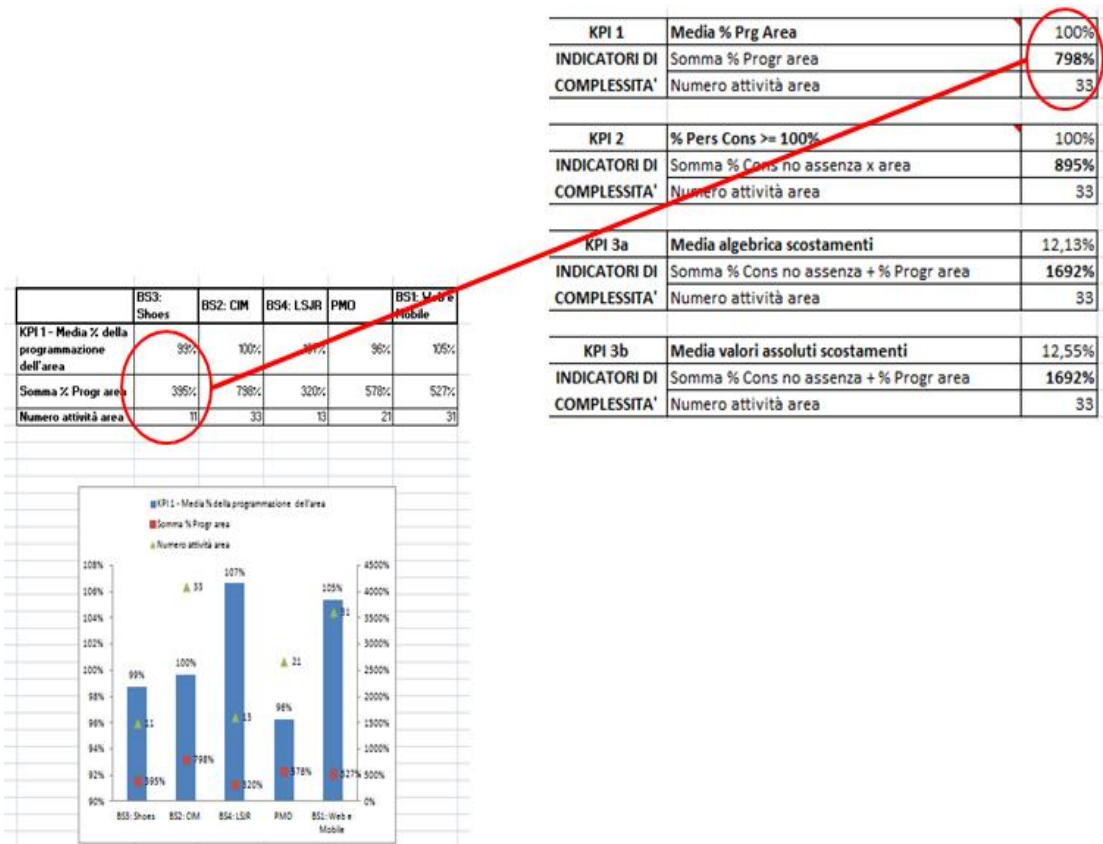 KPI 1 Media % Prg Area 100%
INDICATORI DI Somma % Progr area 798%
COMPLESSITA' Numero attività area 33
KPI 2 % Pers Cons >= 100% 100%
INDICATORI DI Somma % Cons no assenza x area 895%
COMPLESSITA' Numero attività area 33
KPI 3a Media algebrica scostamenti 12,13%
INDICATORI DI Somma % Cons no assenza + % Progr area 1692%
COMPLESSITA' Numero attività area 33
KPI 3b Media valori assoluti scostamenti 12,55%
INDICATORI DI Somma % Cons no assenza + % Progr area 1692%
COMPLESSITA' Numero attività area 33
BS3: BS1: Web e
Shoes BS2: CIM BS4: LSJR PMO Mobile
KPI 1 - Media % della
programmazione 99% 100% 107% 96% 105%
dell'area
Somma % Progr area 395% 798% 320% 578% 527%
Numero attività area 11 33 13 21 31
KPI 1 - Media % della programmazione dell'area
Somma % Progr area
Numero attività area
108% 4500%
107%
106% 33 4000%
105%
104% 31 3500%
102% 3000%
100% 100% 21 2500%
99%
98% 2000%
96%
96% 11 13 1500%
94% 1000%
798%
92% 395% 320% 578% 527% 500%
90% 0%
BS3: Shoes BS2: CIM BS4: LSJR PMO BS1: Web e
Mobile